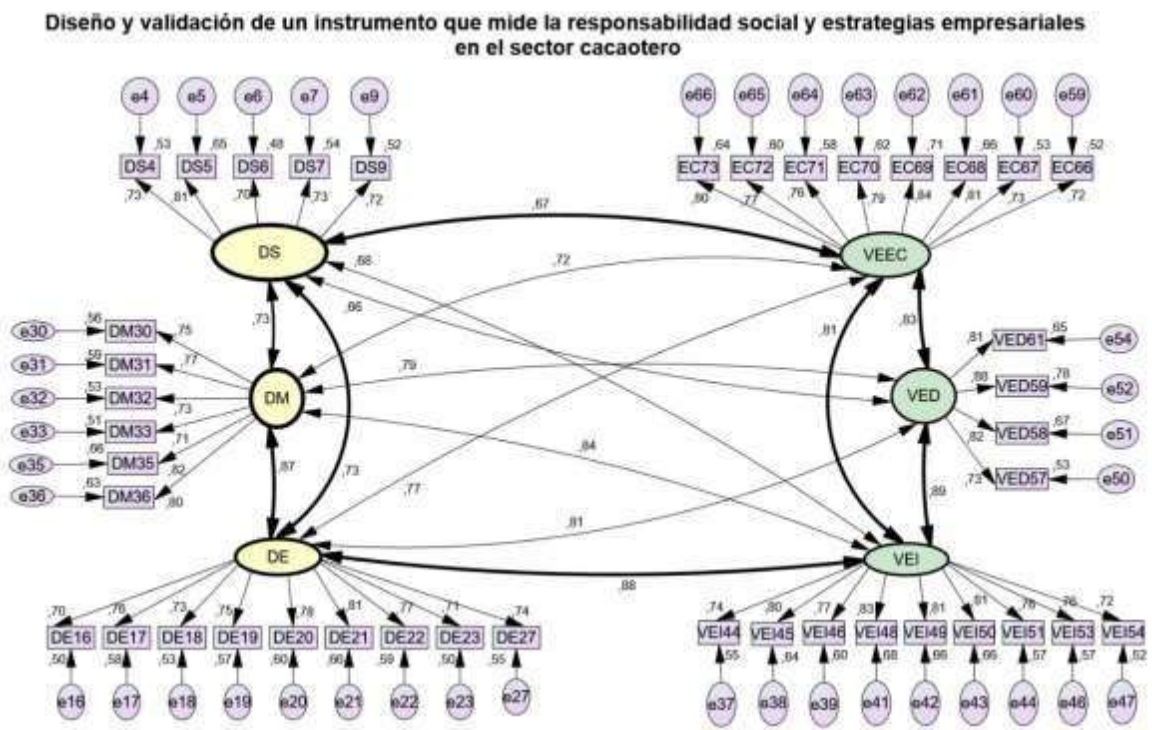 Diseño y validación de un instrumento que mide la responsabilidad social y estrategias empresariales
en el sector cacaotero
e4 e5 e6 e7 e9
e66 e65 e64 e63 e62 e61 e60 e59
,53 ,65 ,48 ,54 ,52
,64 ,60 ,58 ,62 ,71 ,66 ,53 ,52
DS4 DS5 DS6 DS7 DS9
EC73 EC72 EC71 EC70 EC69 EC68 EC67 EC66
,73 ,81 ,70 ,73 ,72
,80 ,77 ,76 ,79 ,84 ,81 ,73 ,72
,67
DS
VEEC
,68 ,72
,66
,73 ,81 ,83
e30 ,56 DM30 ,75
e31 ,59 DM31 ,77
e32 ,53 DM32 ,73
e33 ,51 DM33 ,71
e35 ,66 DM35 ,82
e36 ,63 DM36 ,80
DM
,79
VED
,81 VED61 ,65 e54
,88 VED59 ,78 e52
,82 VED58 ,67 e51
,73 VED57 ,53 e50
,87 ,73 ,84 ,89
,77
,81
DE
VEI
,88
,76 ,73 ,75 ,78 ,81 ,77 ,71 ,74
,74 ,80 ,77 ,83 ,81 ,81 ,76 ,76 ,72
DE16 DE17 DE18 DE19 DE20 DE21 DE22 DE23 DE27
VEI44 VEI45 VEI46 VEI48 VEI49 VEI50 VEI51 VEI53 VEI54
,50 ,58 ,53 ,57 ,60 ,66 ,59 ,50 ,55
,55 ,64 ,60 ,68 ,66 ,66 ,57 ,57 ,52
e16 e17 e18 e19 e20 e21 e22 e23 e27
e37 e38 e39 e41 e42 e43 e44 e46 e47